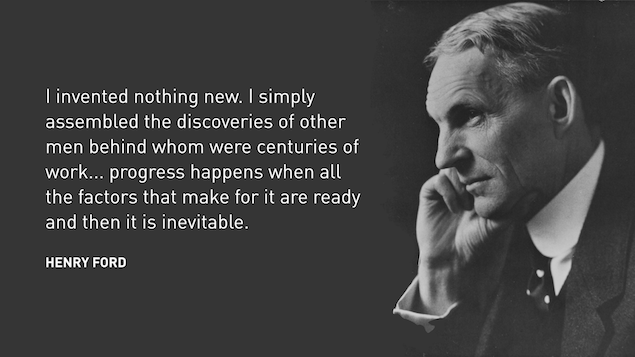 I invented nothing new. I simply
assembled the discoveries of other
men behind whom were centuries of
work... progress happens when all
the factors that make for it are ready
and then it is inevitable.
HENRY FORD